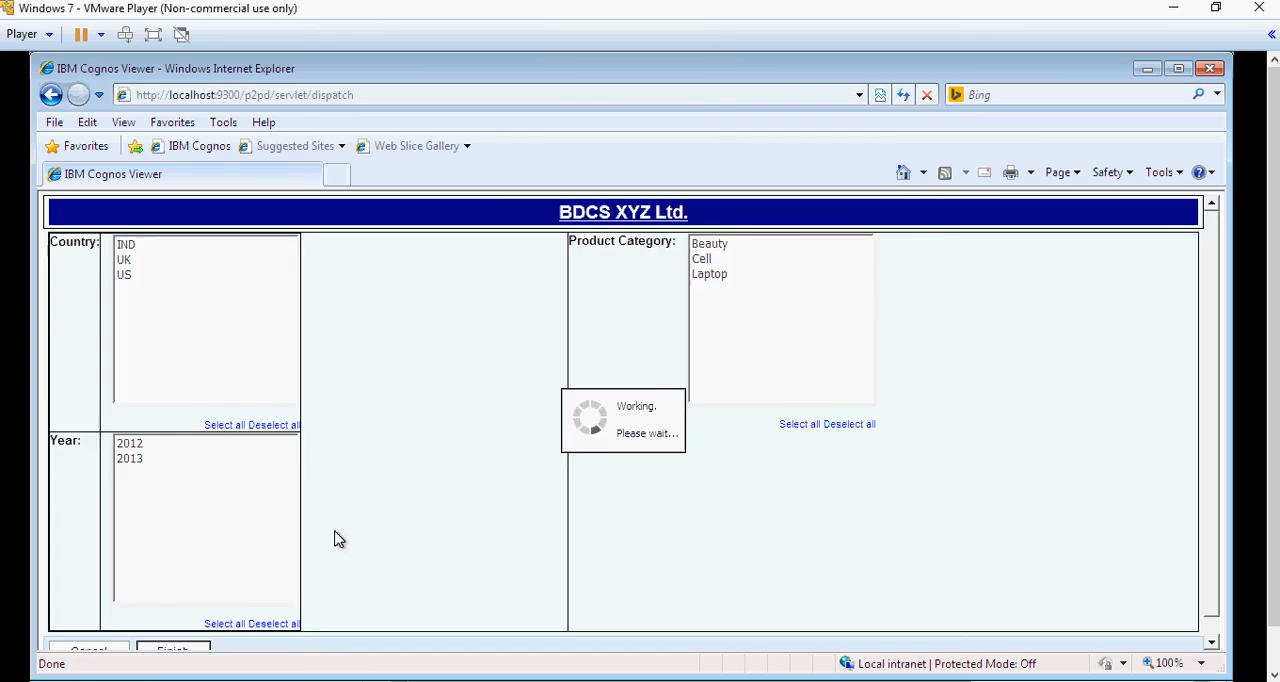 Windows 7 - VMware Player (Non-commercial use only)
Player
IBM Cognos Viewer - Windows Internet Explorer
http://localhost:9300/p2pd/servlet/dispatch
Bing
File Edit View Favorites Tools Help
Favorites IBM Cognos Suggested Sites Web Slice Gallery
IBM Cognos Viewer
Page Safety Tools
BDCS XYZ Ltd.
Country:
IND
UK
US
Select all Deselect all
Product Category:
Beauty
Cell
Laptop
Select all Deselect all
Working.
Please wait...
Year:
2012
2013
Select all Deselect all
Cancel Finish
Done
Local intranet | Protected Mode: Off
100%